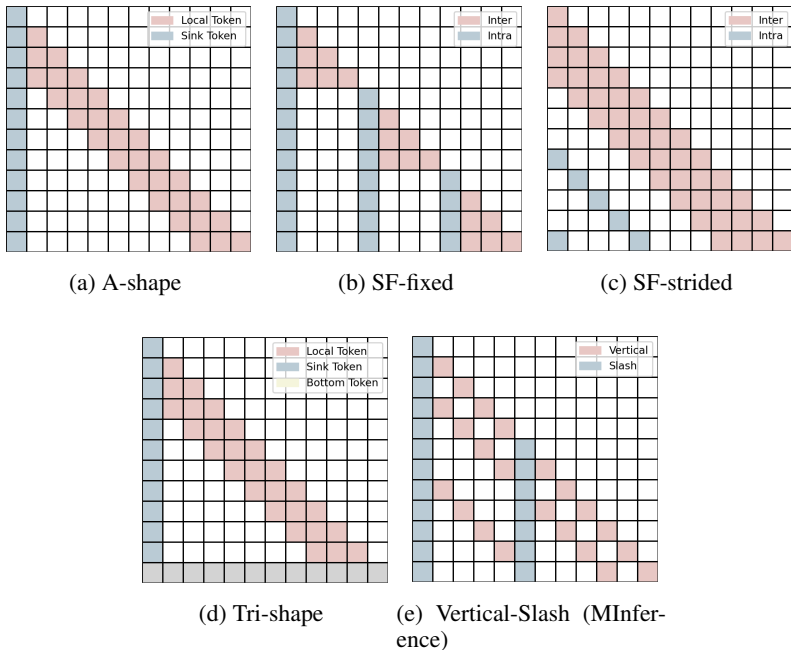 Local Token
Sink Token
Inter
Intra
Inter
Intra
(a) A-shape
(b) SF-fixed
(c) SF-strided
Local Token
Sink Token
Bottom Token
Vertical
Slash
(d) Tri-shape
(e) Vertical-Slash (MInfer-
ence)